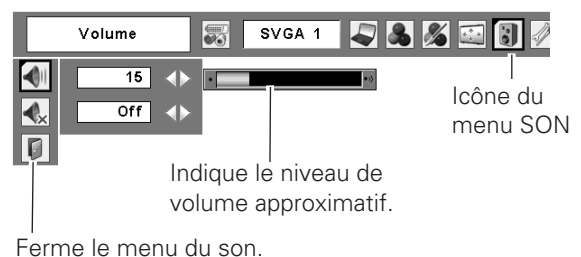 Volume
SVGA 1
15
Off
Icône du
menu SON
Indique le niveau de
volume approximatif.
Ferme le menu du son.